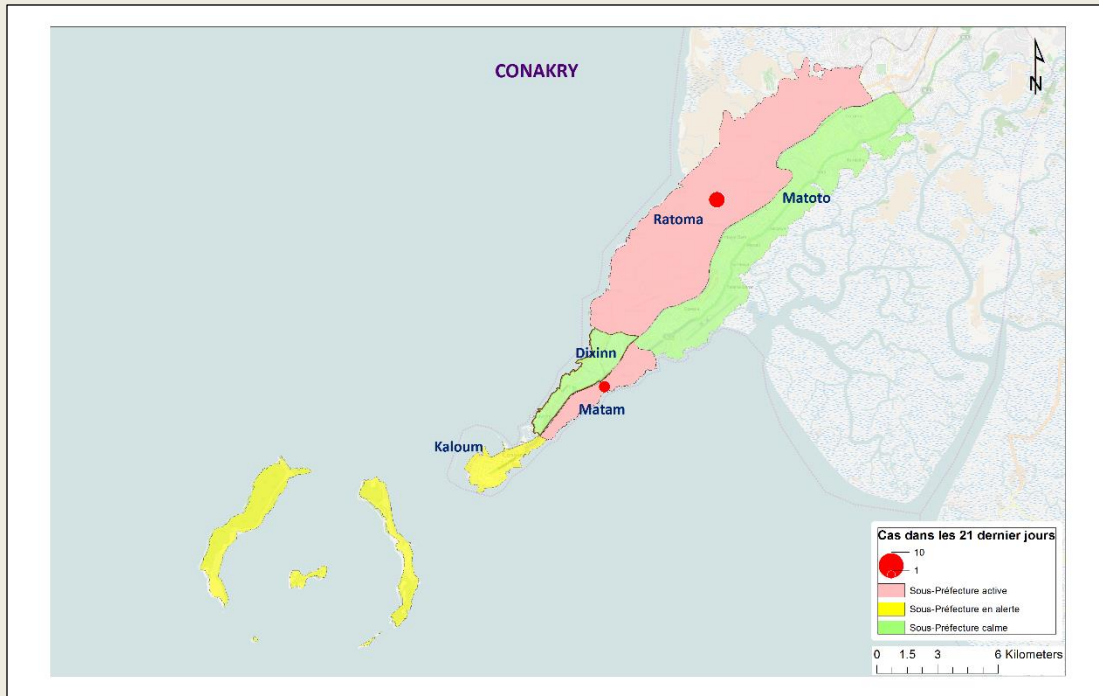 CONAKRY
N
Ratoma
Matoto
Dixinn
Matam
Kaloum
Cas dans les 21 dernier jours
10
1
Sous-Préfecture active
Sous-Préfecture en alerte
Sous-Préfecture calme
0 1.5 3 6 Kilometers